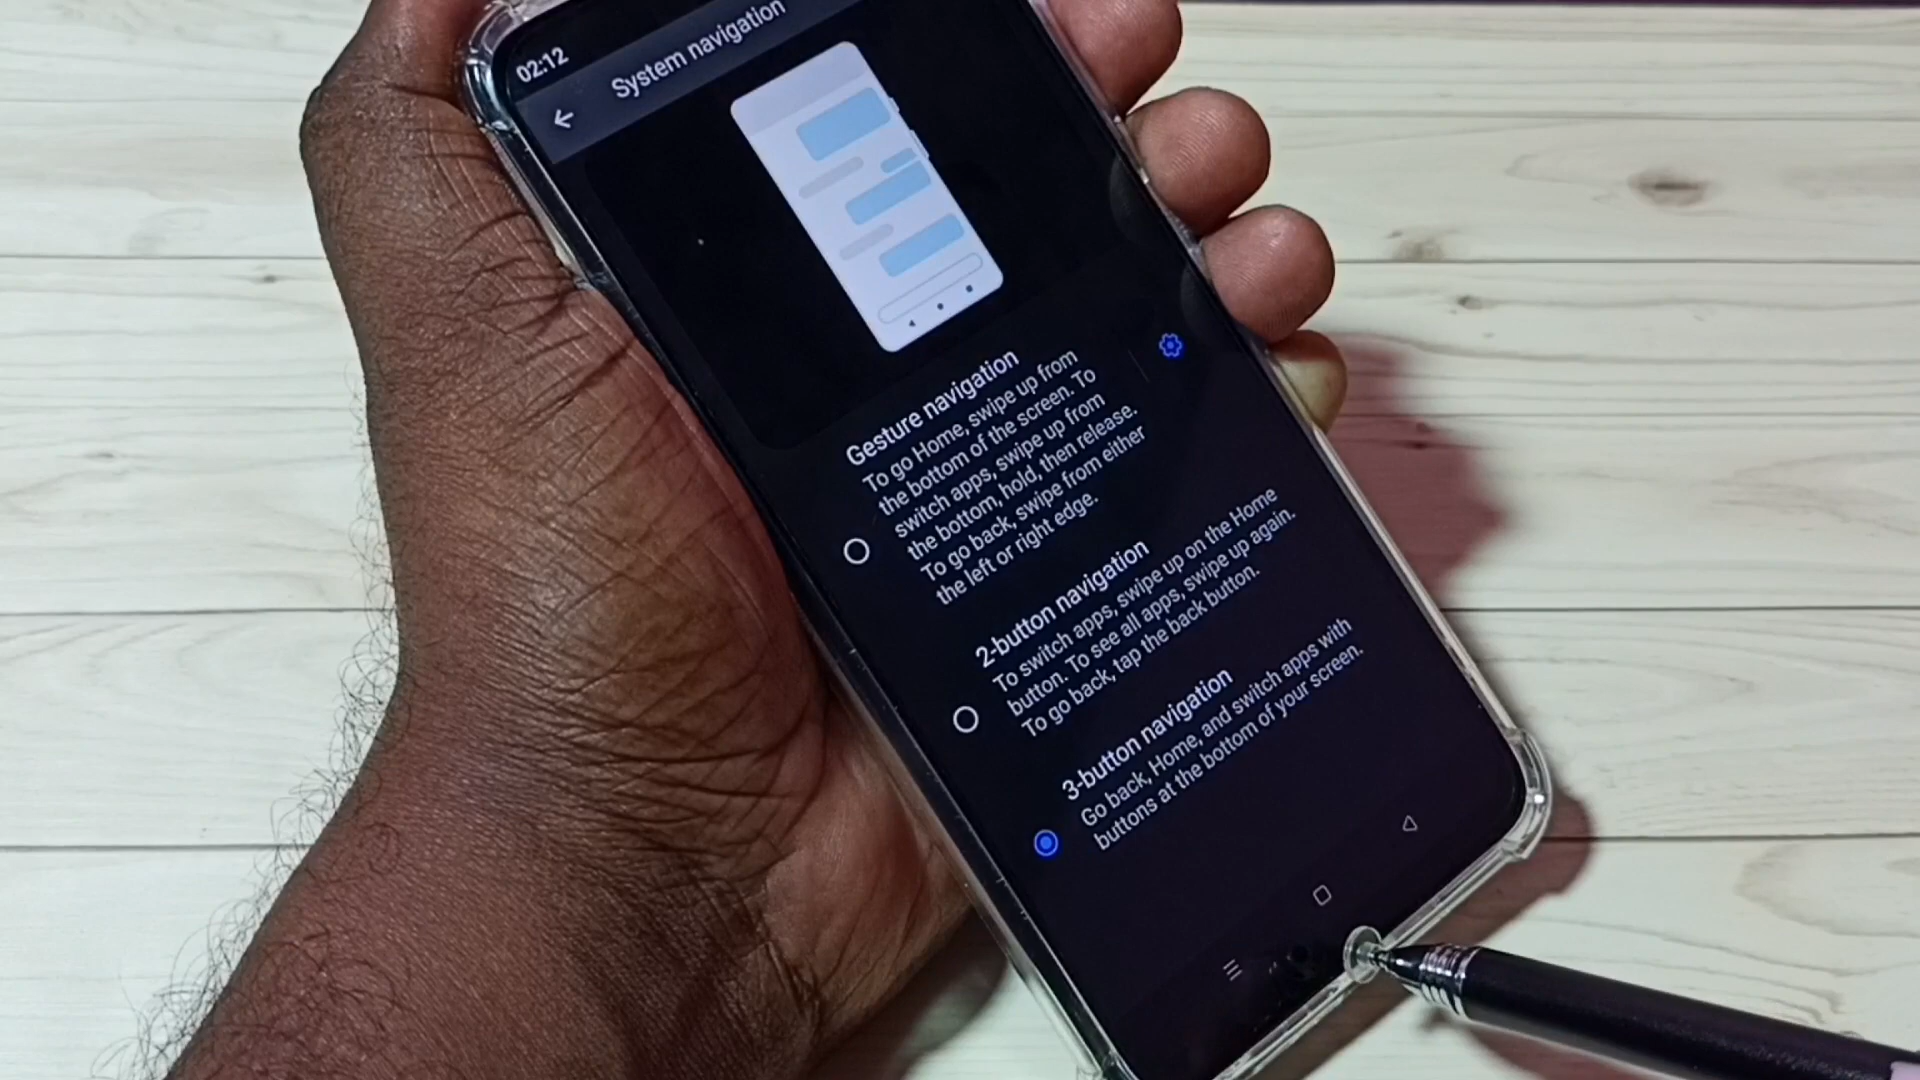 02:12
System navigation
Gesture navigation
To go Home, swipe up from
the bottom of the screen. To
switch apps, swipe up from
the bottom, hold, then release.
To go back, swipe from either
the left or right edge.
2-button navigation
To switch apps, swipe up on the Home
button. To see all apps, swipe up again.
To go back, tap the back button.
3-button navigation
Go back, Home, and switch apps with
buttons at the bottom of your screen.